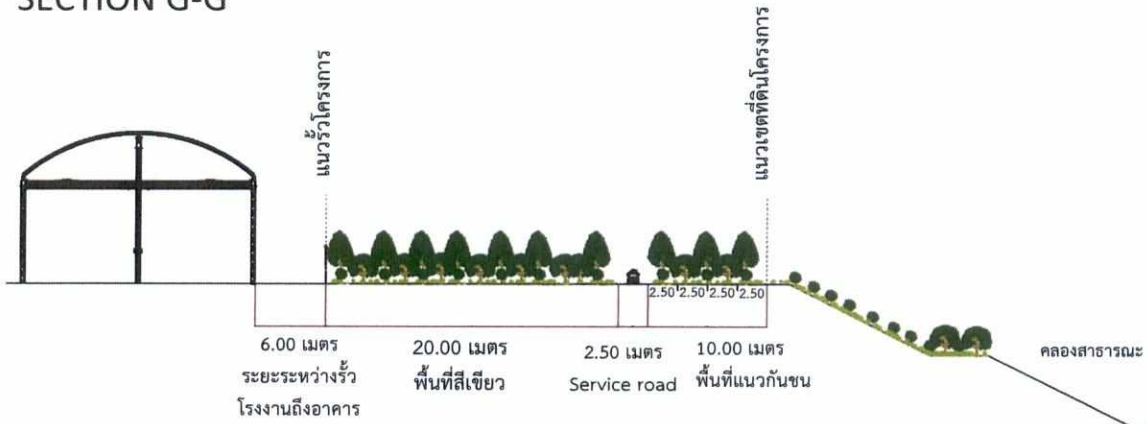 SECTION G-G
แนวรั้วโครงการ
แนวเขตที่ดินโครงการ
2.50 2.50 2.50 2.50
6.00 เมตร
ระยะระหว่างรั้ว
โรงงานถึงอาคาร
20.00 เมตร
พื้นที่สีเขียว
2.50 เมตร
Service road
10.00 เมตร
พื้นที่แนวกันชน
คลองสาธารณะ